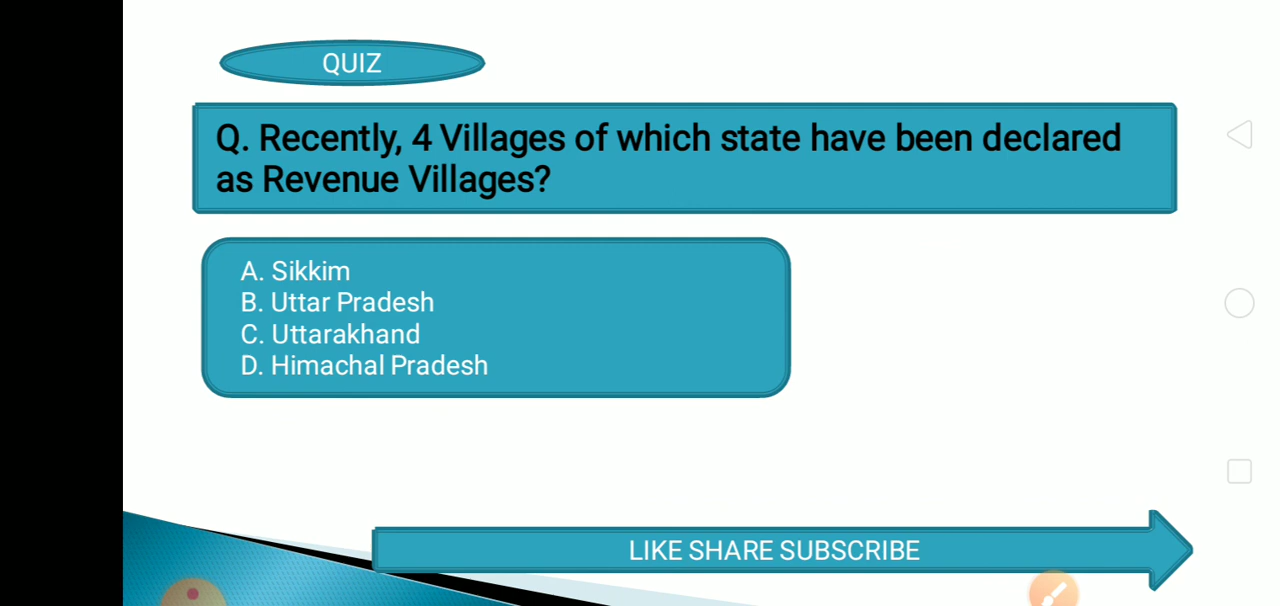 QUIZ
Q. Recently, 4 Villages of which state have been declared
as Revenue Villages?
A. Sikkim
B. Uttar Pradesh
C. Uttarakhand
D. Himachal Pradesh
LIKE SHARE SUBSCRIBE